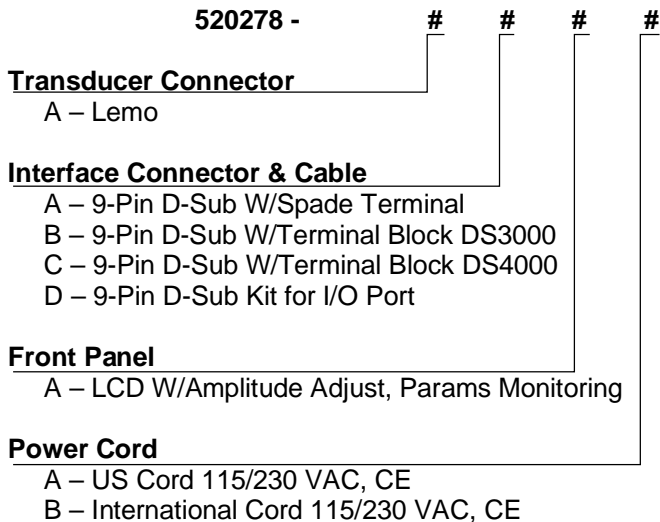 520278 - # # # #
Transducer Connector
A – Lemo
Interface Connector & Cable
A – 9-Pin D-Sub W/Spade Terminal
B – 9-Pin D-Sub W/Terminal Block DS3000
C – 9-Pin D-Sub W/Terminal Block DS4000
D – 9-Pin D-Sub Kit for I/O Port
Front Panel
A – LCD W/Amplitude Adjust, Params Monitoring
Power Cord
A – US Cord 115/230 VAC, CE
B – International Cord 115/230 VAC, CE